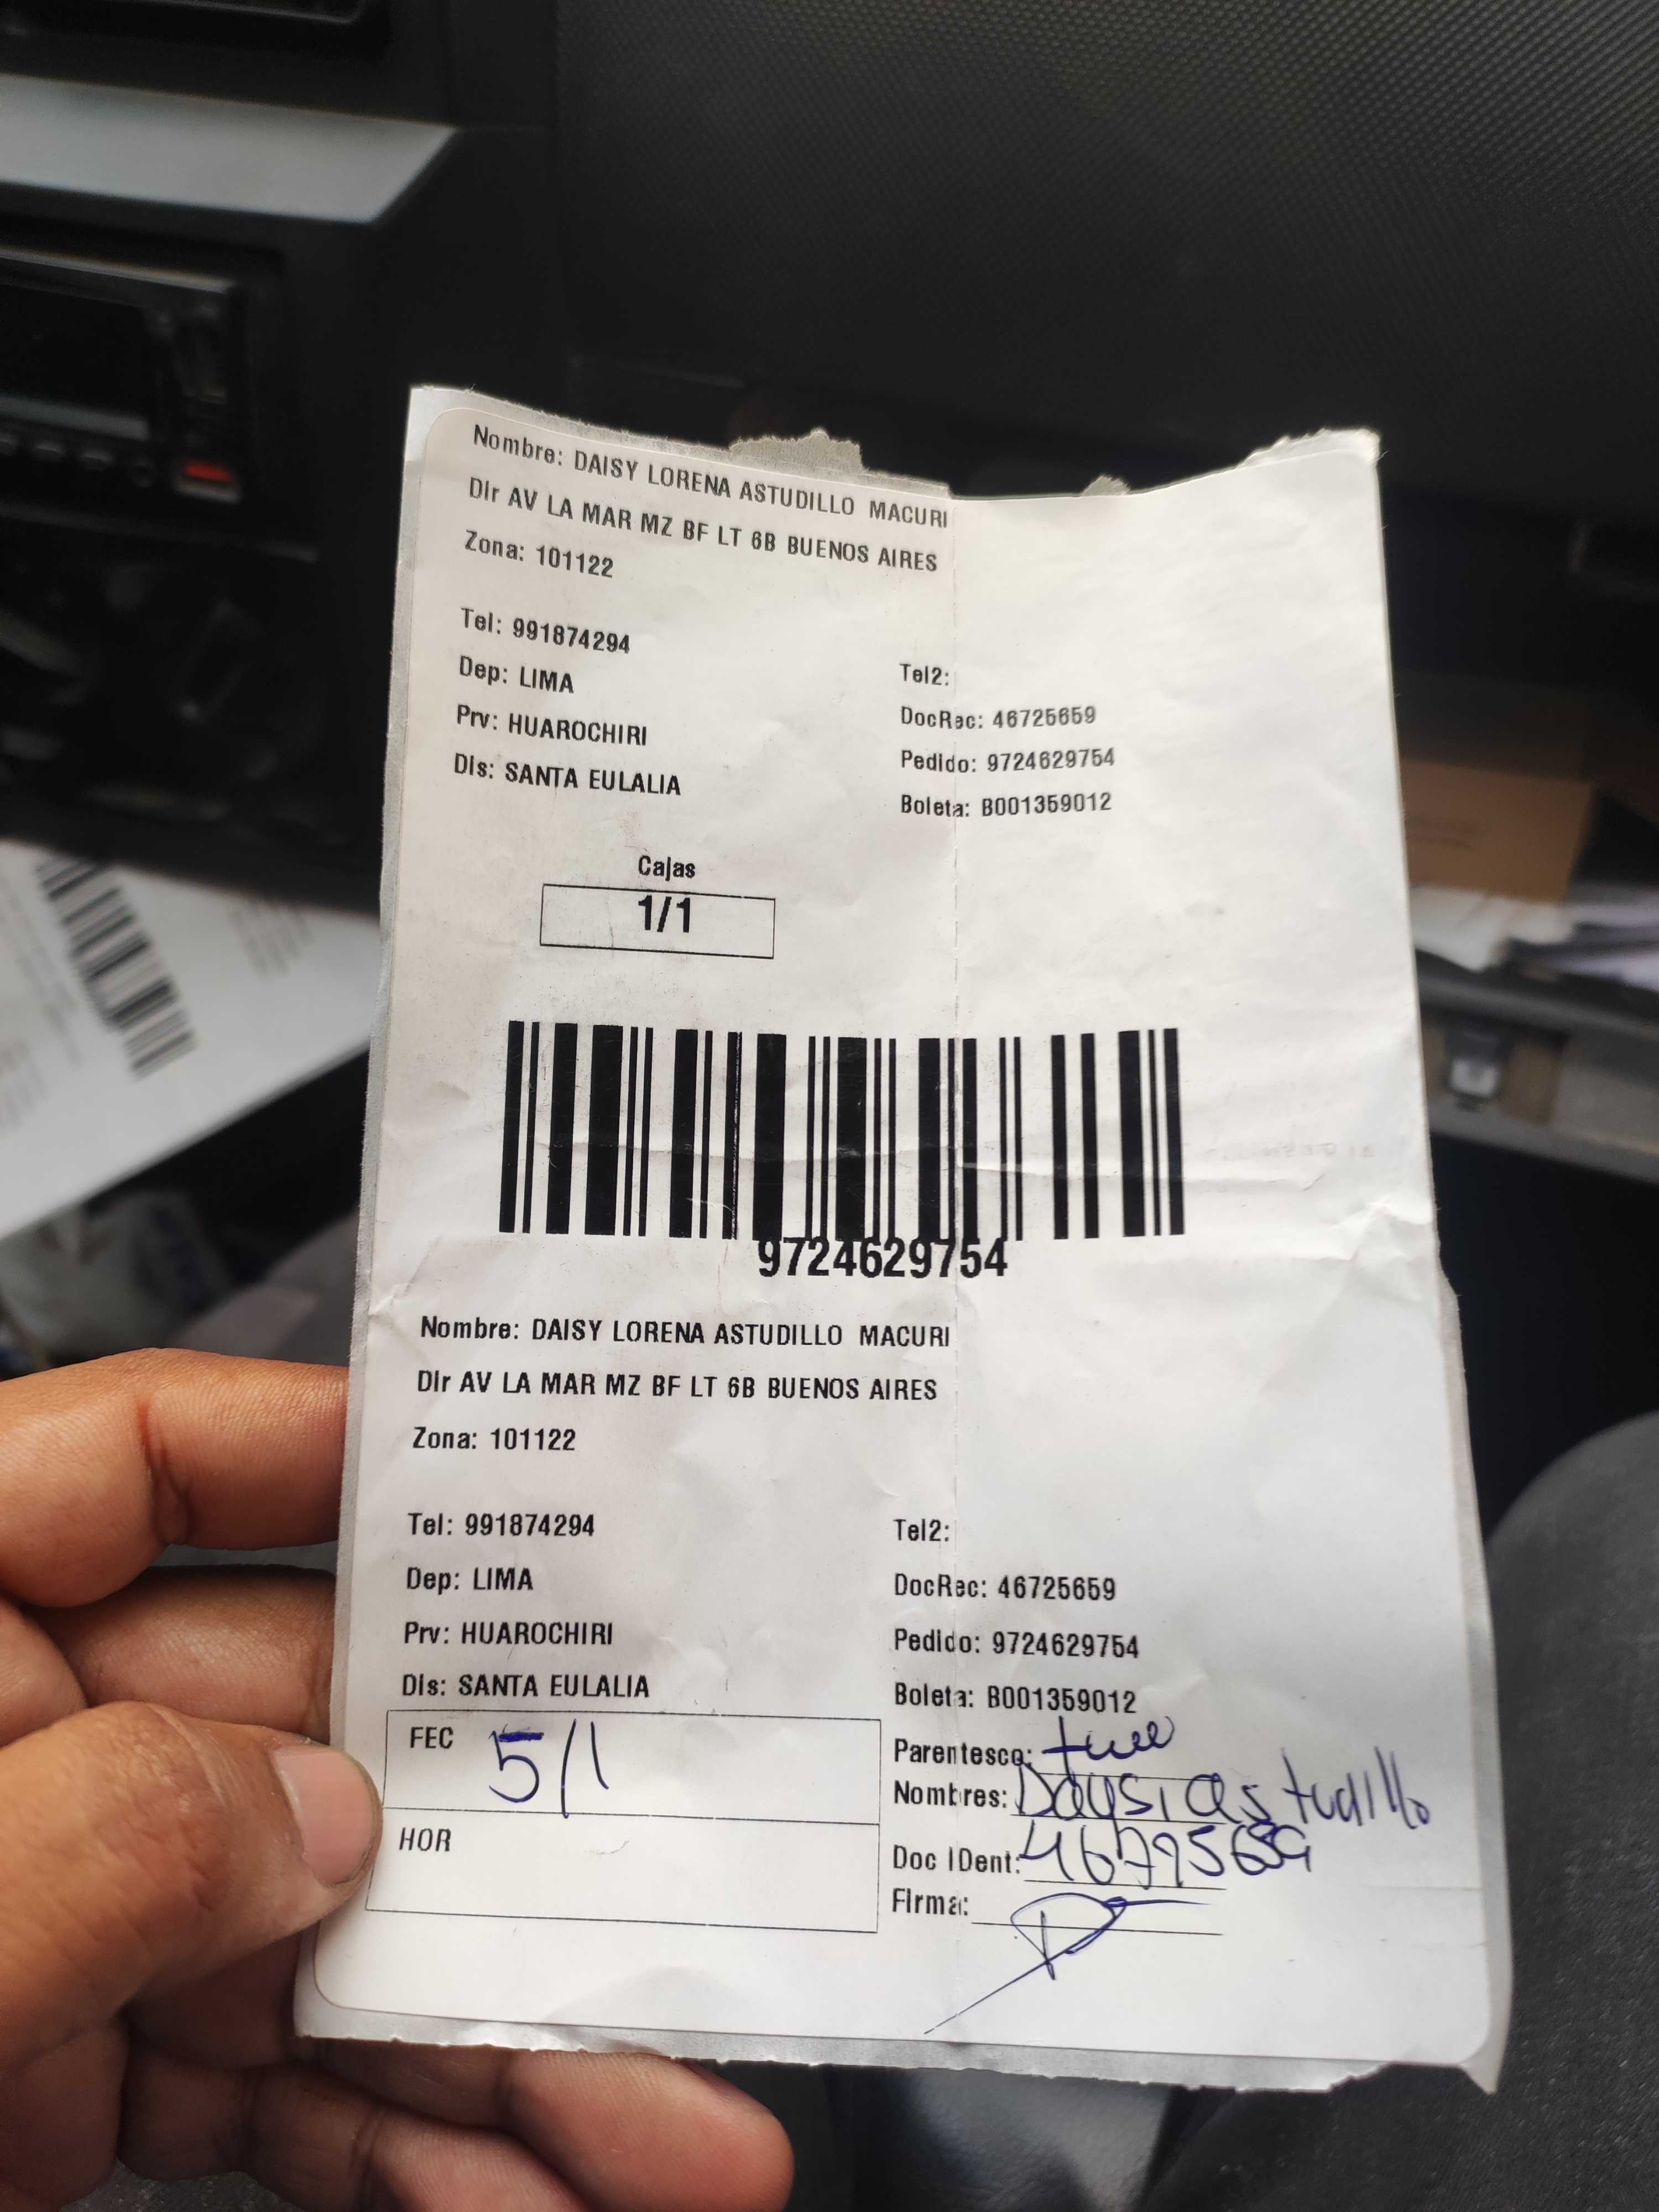 Nombre: DAISY LORENA ASTUDILLO MACURI
Dir AV LA MAR MZ BF LT 6B BUENOS AIRES
Zona: 101122
Tel: 991874294 Tel2:
Dep: LIMA DocRec: 46725659
Prv: HUAROCHIRI Pedido: 9724629754
Dis: SANTA EULALIA Boleta: B001359012
Cajas
1/1
9724629754
Nombre: DAISY LORENA ASTUDILLO MACURI
Dir AV LA MAR MZ BF LT 6B BUENOS AIRES
Zona: 101122
Tel: 991874294 Tel2:
Dep: LIMA DocRec: 46725659
Prv: HUAROCHIRI Pedido: 9724629754
Dis: SANTA EULALIA Boleta: B001359012
FEC 5/1 Parentesco:
Nombres: Daysi astudillo
HOR Doc IDent:
Firma: